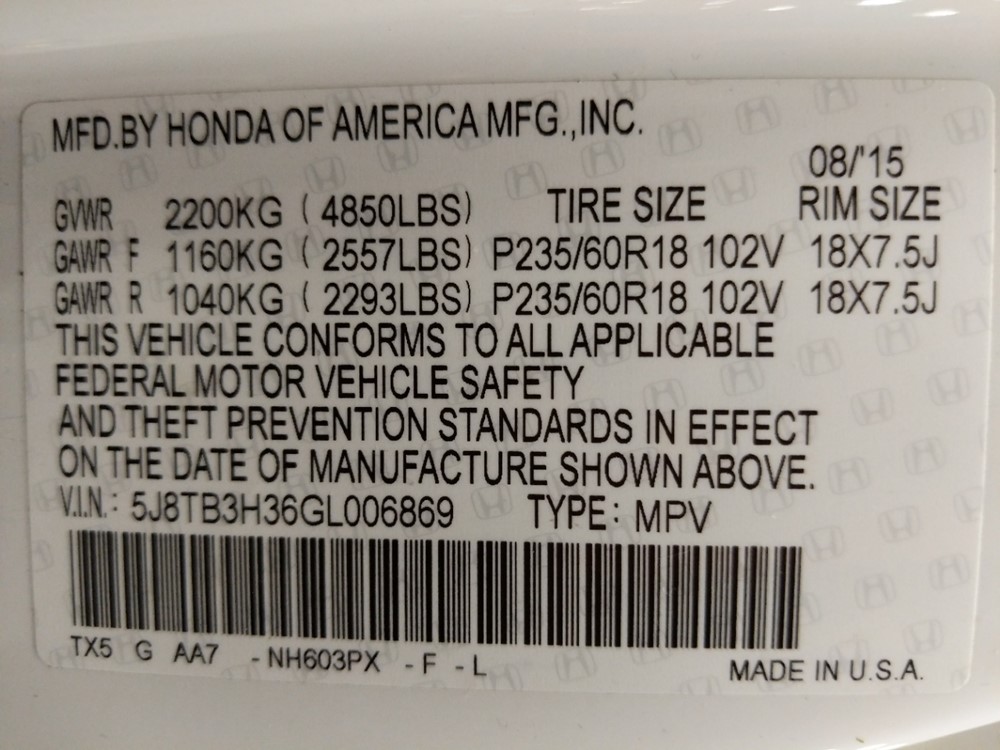 MFD.BY HONDA OF AMERICA MFG.,INC.
08/'15
GVWR 2200KG ( 4850LBS) TIRE SIZE RIM SIZE
GAWR F 1160KG ( 2557LBS) P235/60R18 102V 18X7.5J
GAWR R 1040KG ( 2293LBS) P235/60R18 102V 18X7.5J
THIS VEHICLE CONFORMS TO ALL APPLICABLE
FEDERAL MOTOR VEHICLE SAFETY
AND THEFT PREVENTION STANDARDS IN EFFECT
ON THE DATE OF MANUFACTURE SHOWN ABOVE.
V.I.N.: 5J8TB3H36GL006869 TYPE: MPV
TX5 G AA7 -NH603PX -F -L MADE IN U.S.A.